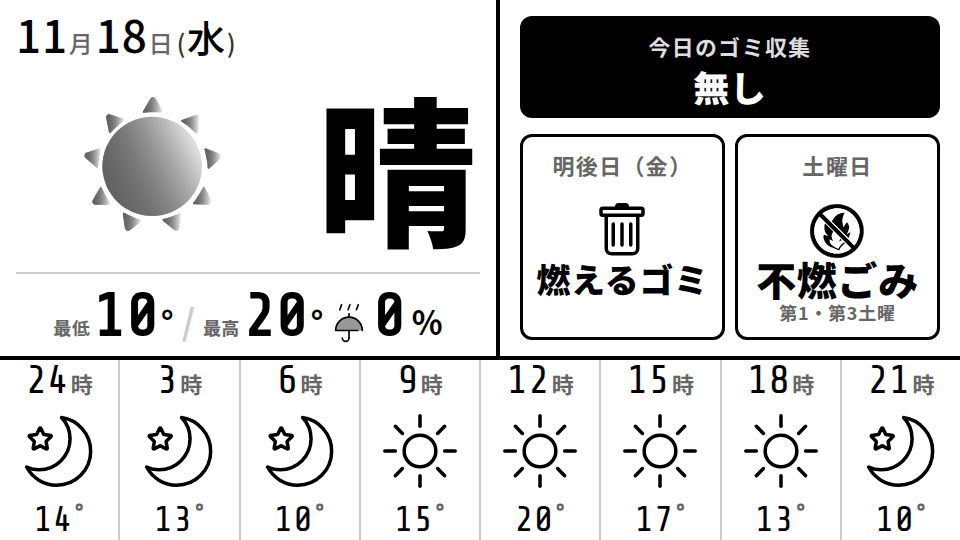 11月18日(水)
晴
最低 10° / 最高 20° 0 %
今日のゴミ収集
無し
明後日（金）
燃えるゴミ
土曜日
不燃ごみ
第1・第3土曜
24時 3時 6時 9時 12時 15時 18時 21時
14° 13° 10° 15° 20° 17° 13° 10°